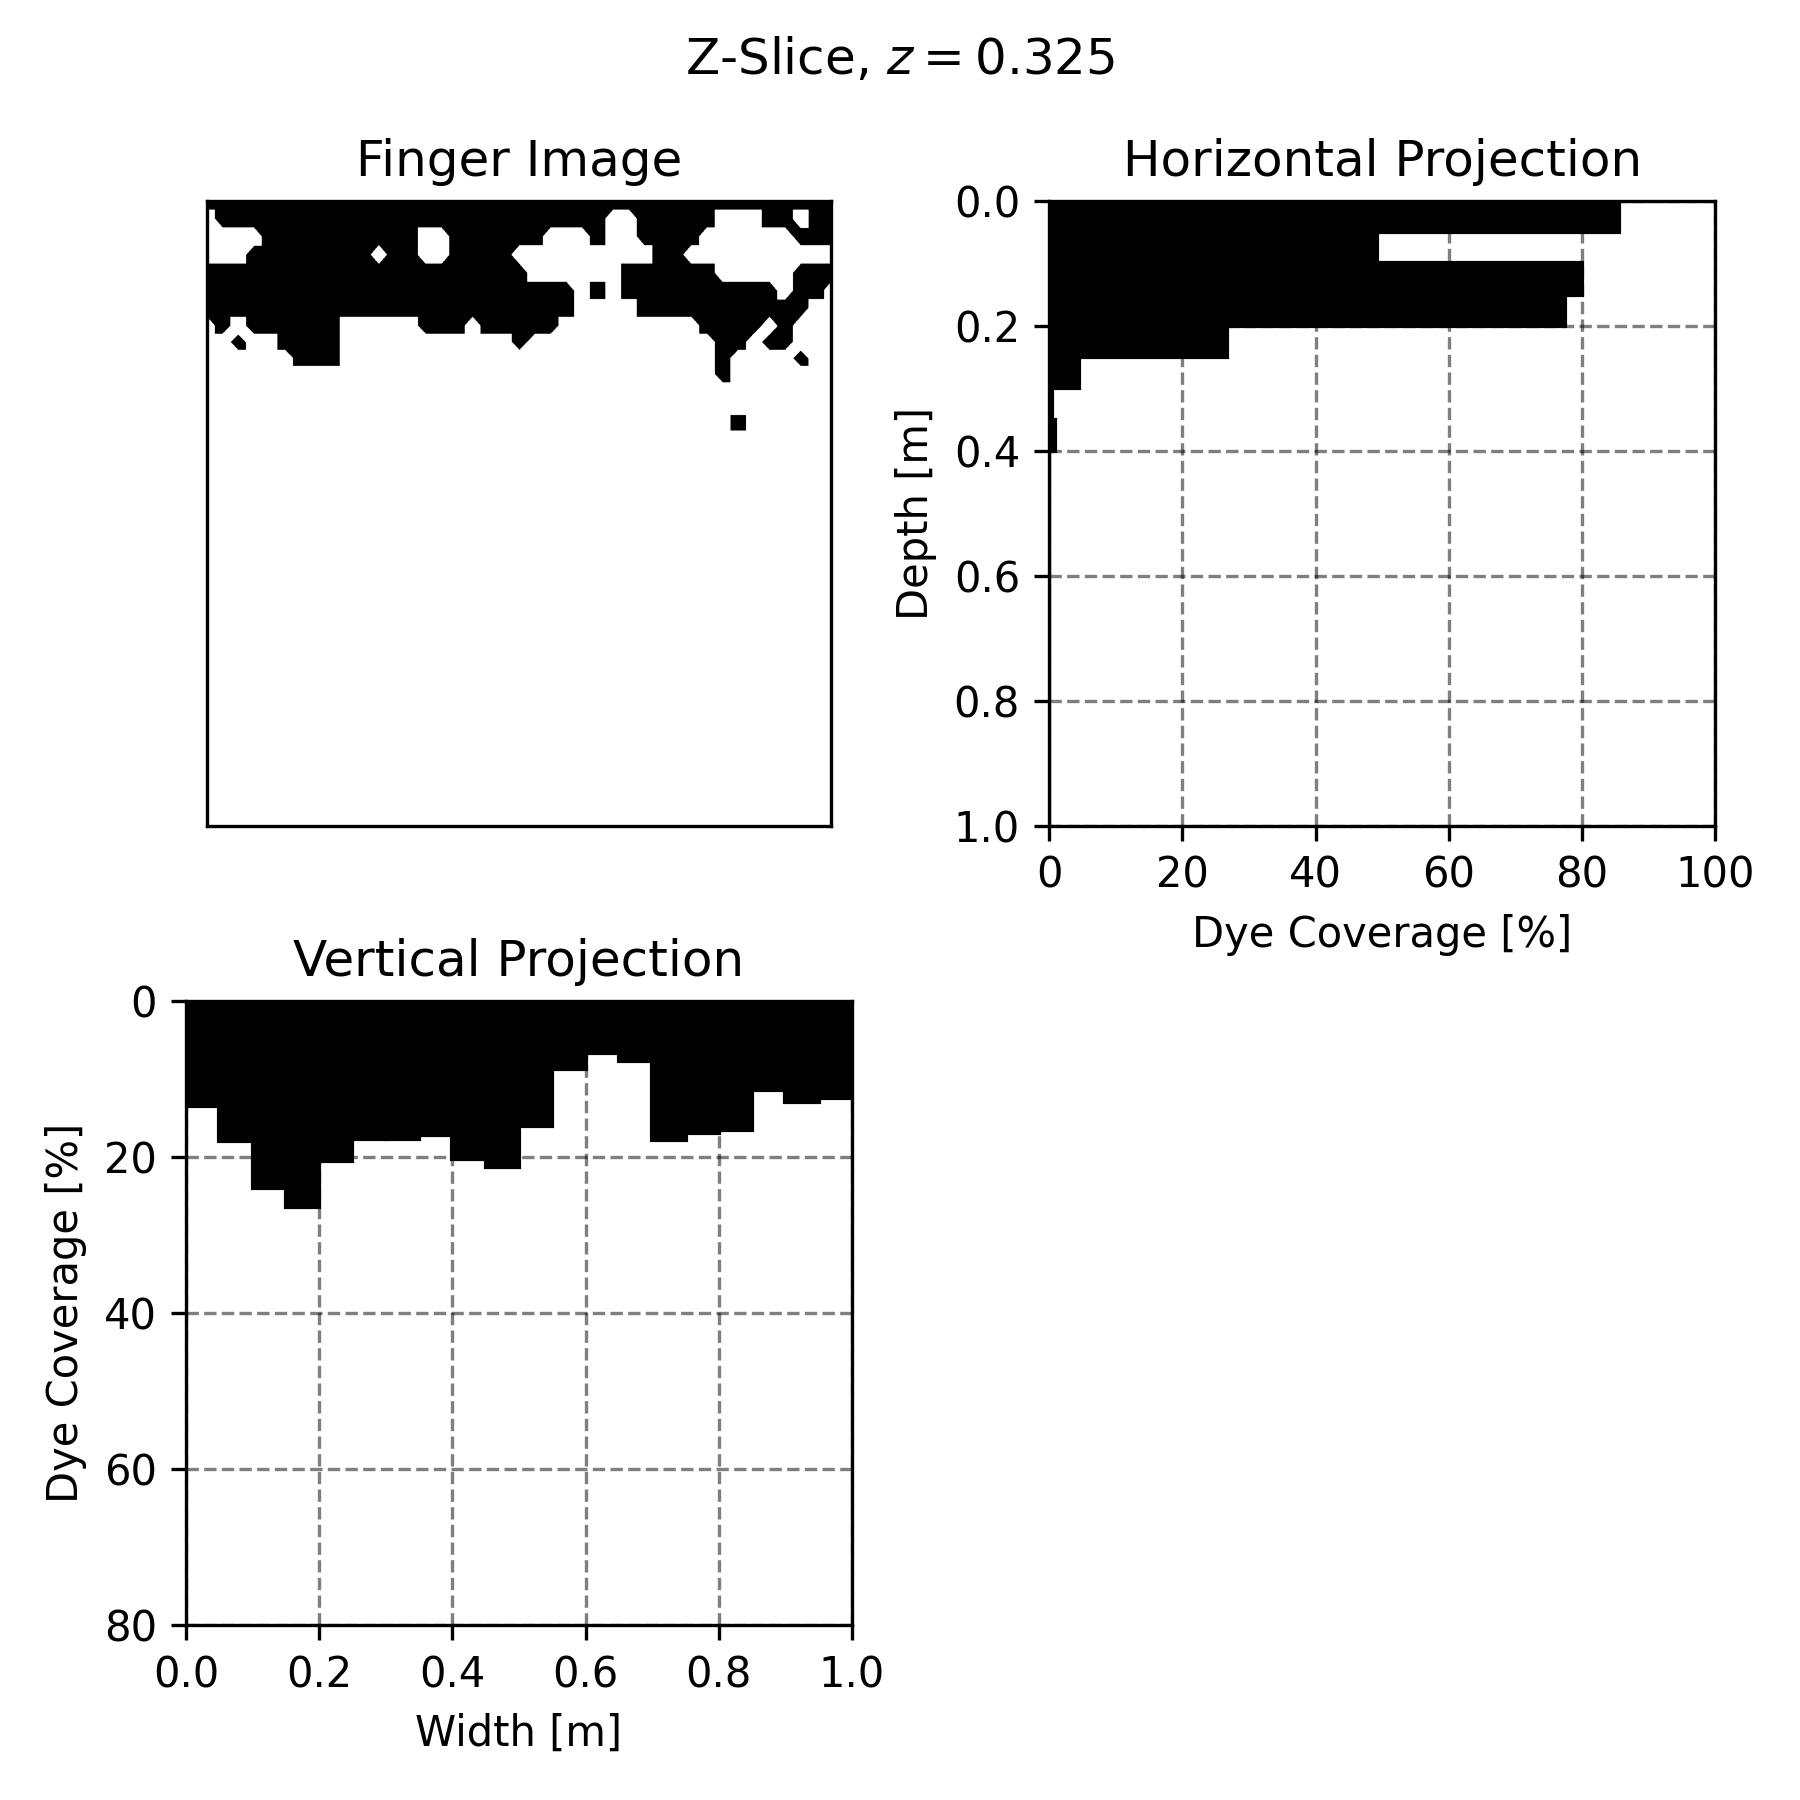 Z-Slice, z = 0.325
Finger Image
Horizontal Projection
0.0
0.2
0.4
0.6
0.8
1.0
Depth [m]
0 20 40 60 80 100
Dye Coverage [%]
Vertical Projection
0
20
40
60
80
Dye Coverage [%]
0.0 0.2 0.4 0.6 0.8 1.0
Width [m]